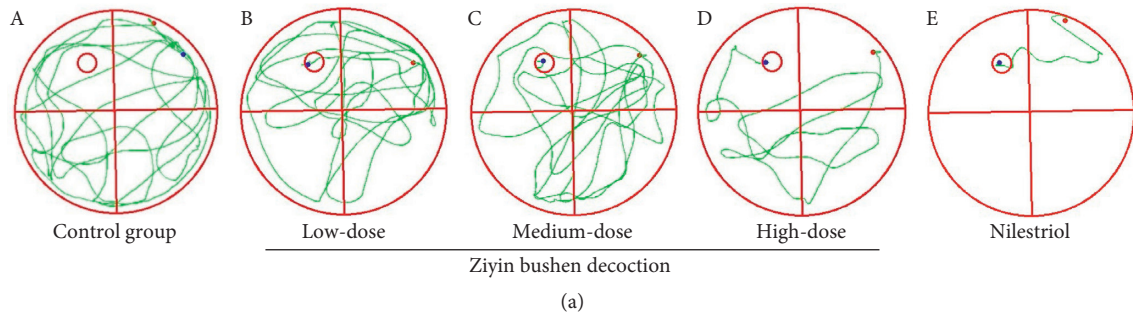 A B C D E
Control group Low-dose Medium-dose High-dose Nilestriol
Ziyin bushen decoction
(a)